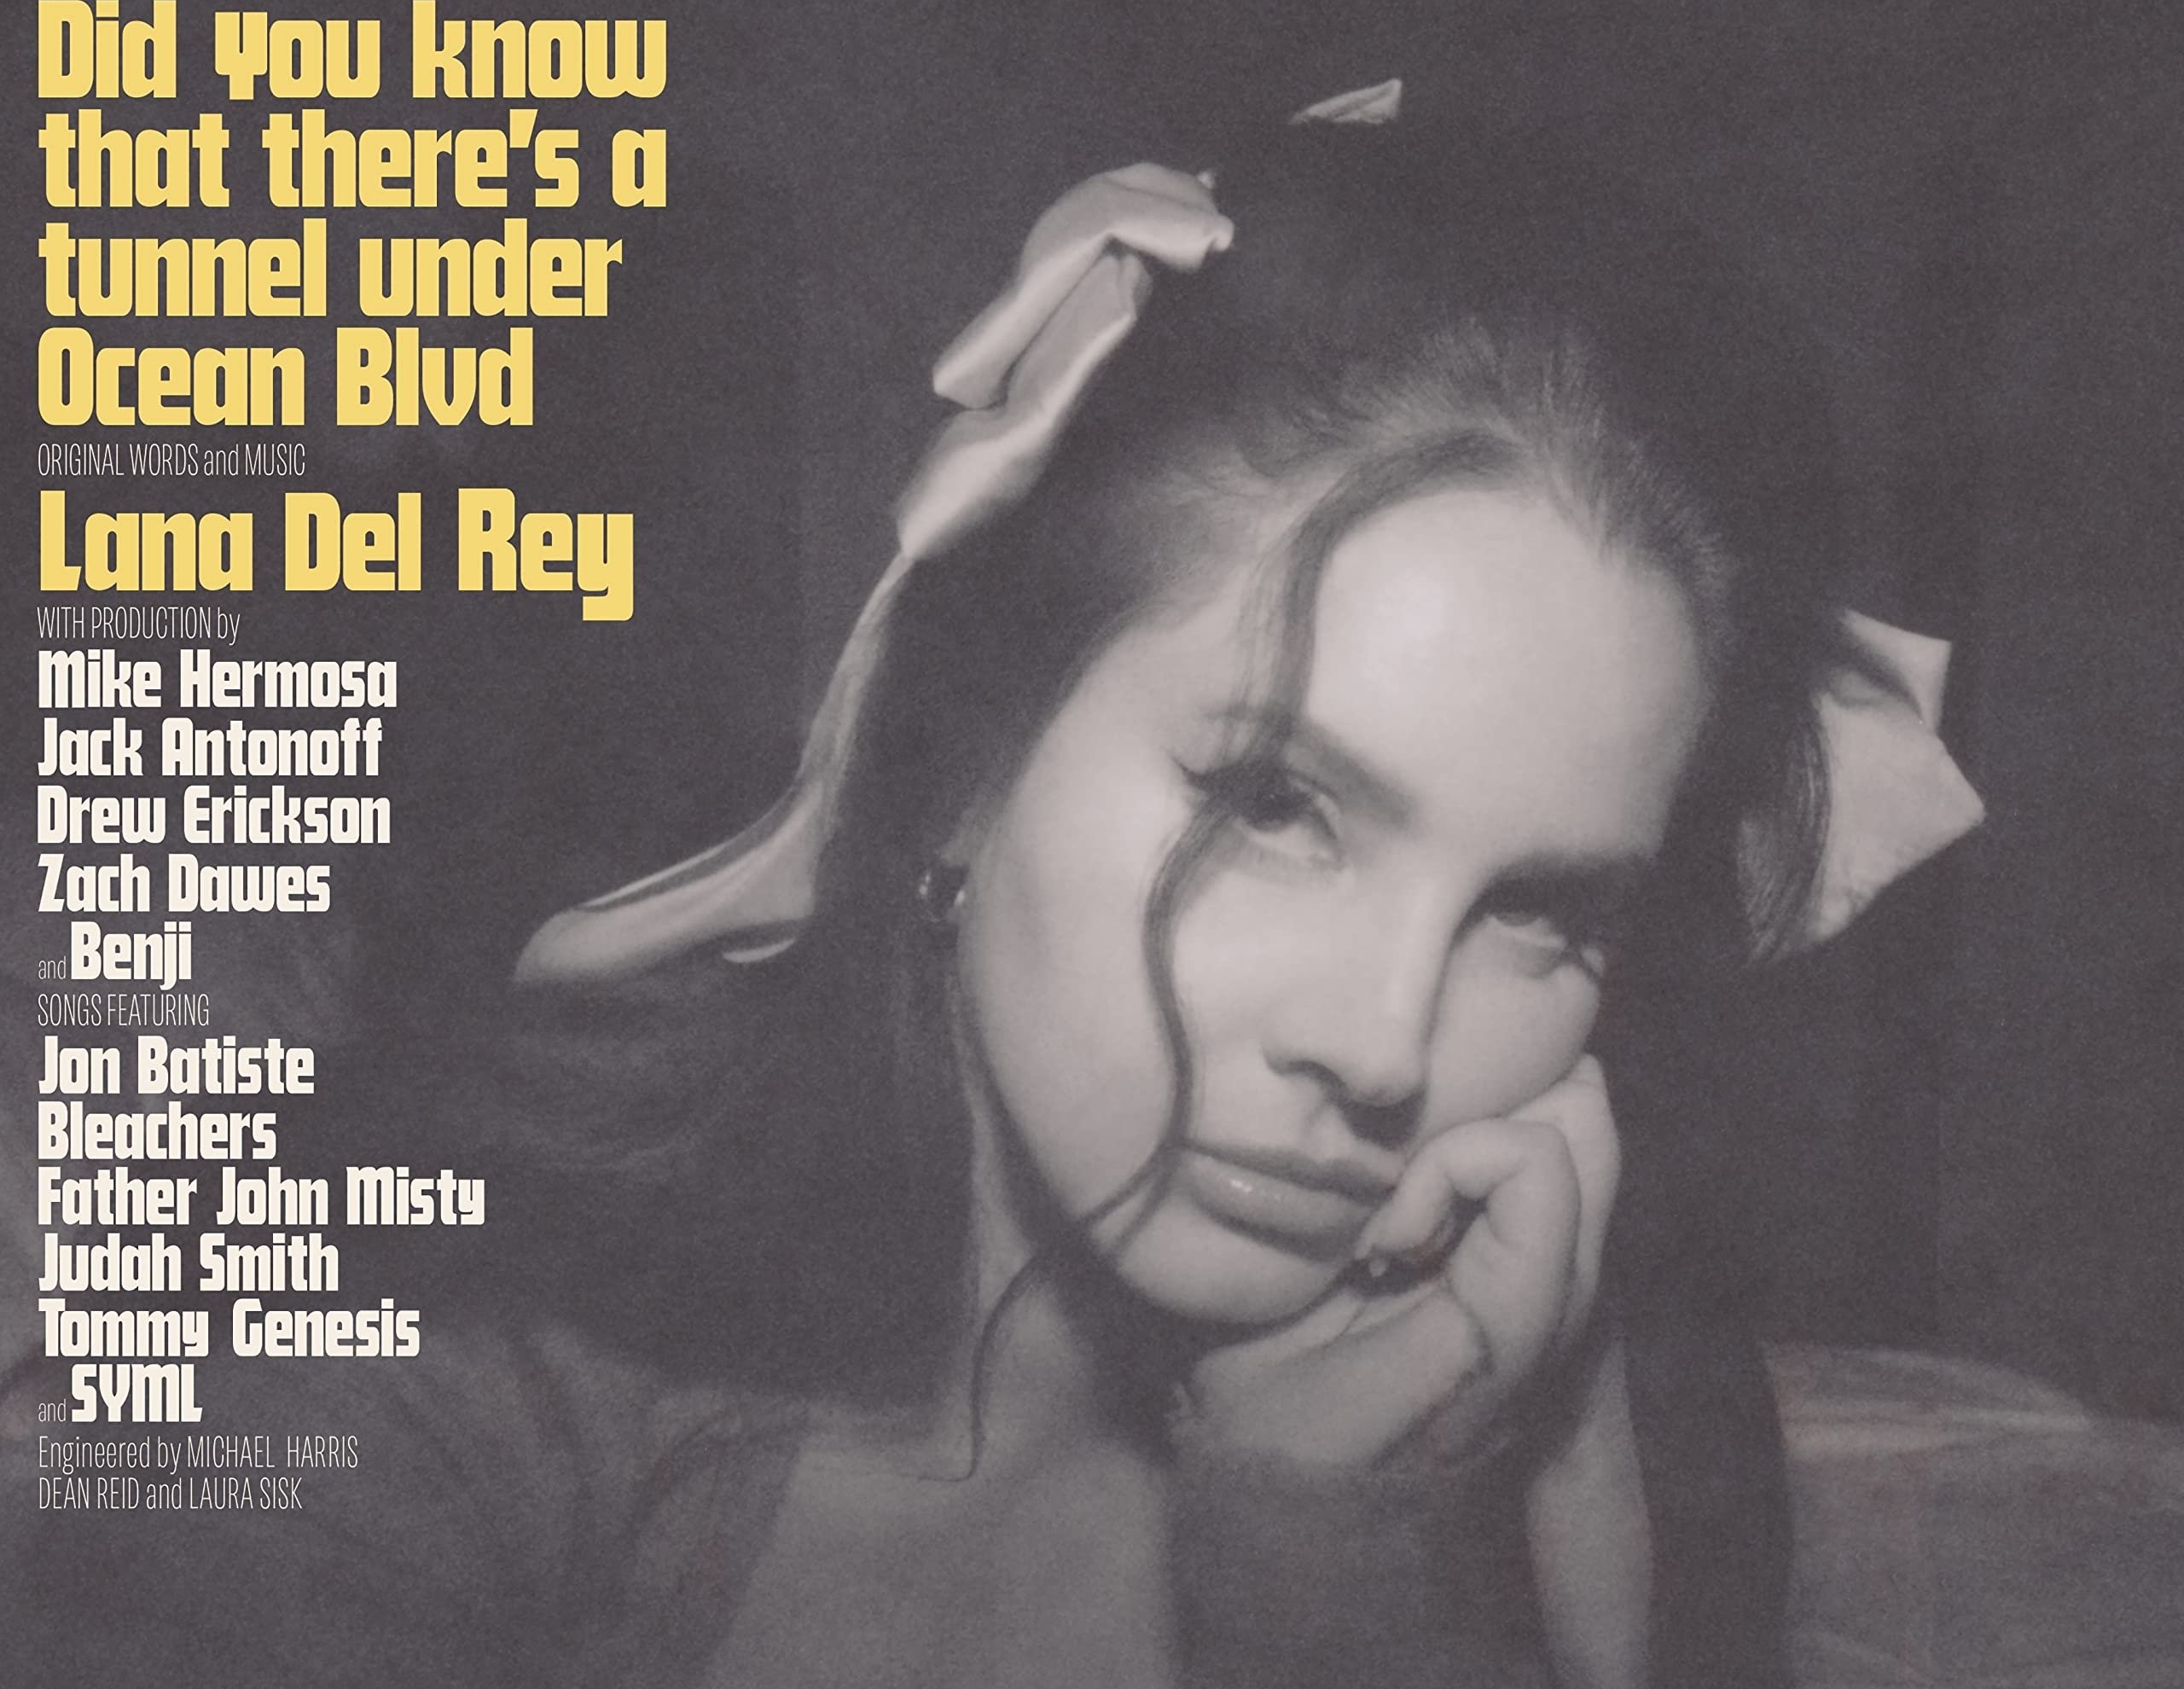 Did you know
that there's a
tunnel under
Ocean Blvd
ORIGINAL WORDS and MUSIC
Lana Del Rey
WITH PRODUCTION by
Mike Hermosa
Jack Antonoff
Drew Erickson
Zach Dawes
and Benji
SONGS FEATURING
Jon Batiste
Bleachers
Father John Misty
Judah Smith
Tommy Genesis
and SYML
Engineered by MICHAEL HARRIS
DEAN REID and LAURA SISK